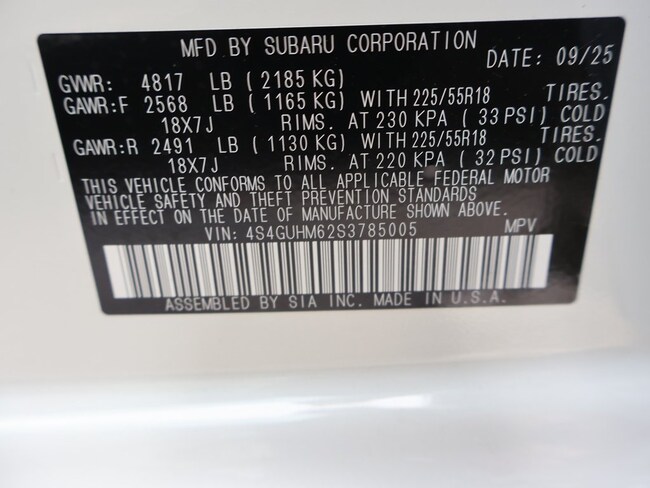 MFD BY SUBARU CORPORATION DATE: 09/25
GVWR: 4817 LB ( 2185 KG)
GAWR:F 2568 LB ( 1165 KG) WITH 225/55R18 TIRES.
18X7J RIMS. AT 230 KPA ( 33 PSI) COLD
GAWR:R 2491 LB ( 1130 KG) WITH 225/55R18 TIRES.
18X7J RIMS. AT 220 KPA ( 32 PSI) COLD
THIS VEHICLE CONFORMS TO ALL APPLICABLE FEDERAL MOTOR
VEHICLE SAFETY AND THEFT PREVENTION STANDARDS
IN EFFECT ON THE DATE OF MANUFACTURE SHOWN ABOVE.
VIN: 4S4GUHM62S3785005 MPV
ASSEMBLED BY SIA INC. MADE IN U.S.A.